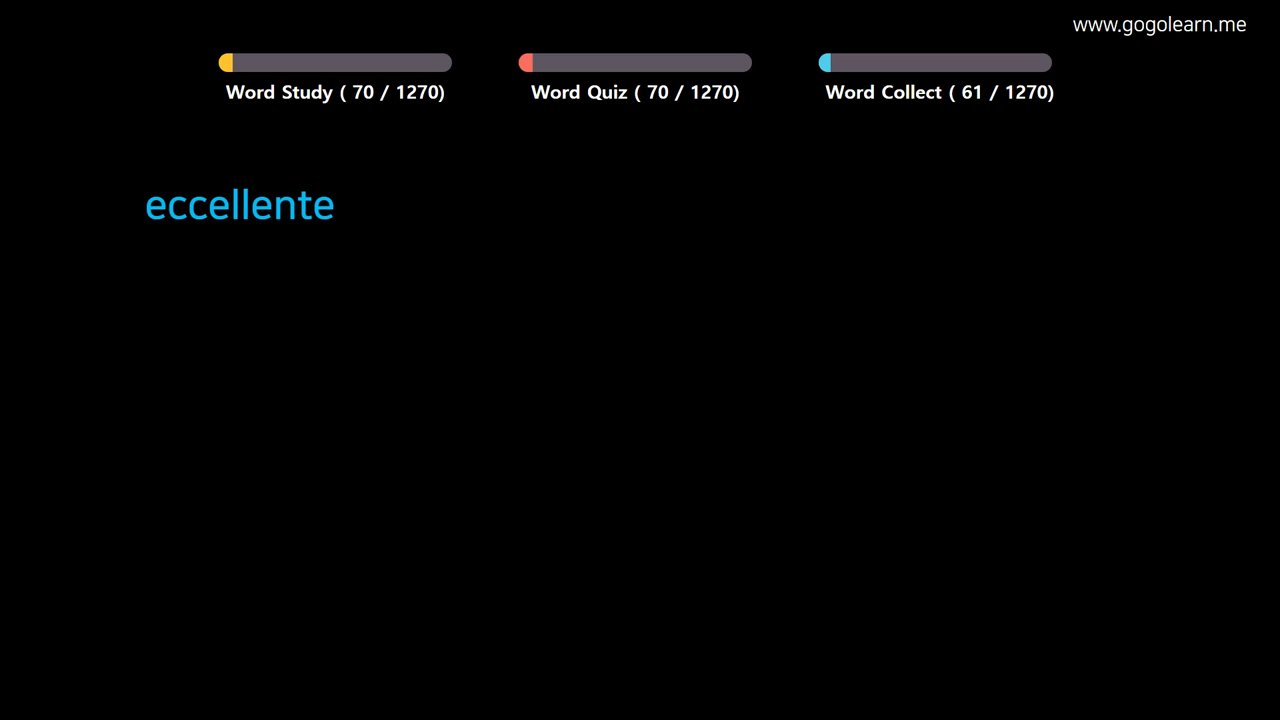 www.gogolearn.me
Word Study ( 70 / 1270)
Word Quiz ( 70 / 1270)
Word Collect ( 61 / 1270)
eccellente